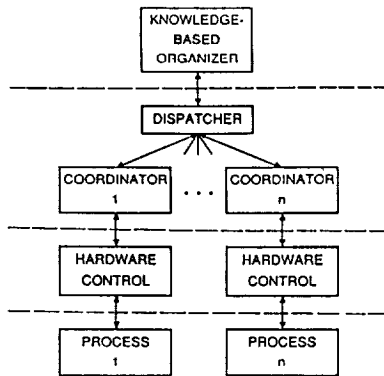 KNOWLEDGE-
BASED
ORGANIZER
DISPATCHER
COORDINATOR
1
. . .
COORDINATOR
n
HARDWARE
CONTROL
HARDWARE
CONTROL
PROCESS
1
PROCESS
n